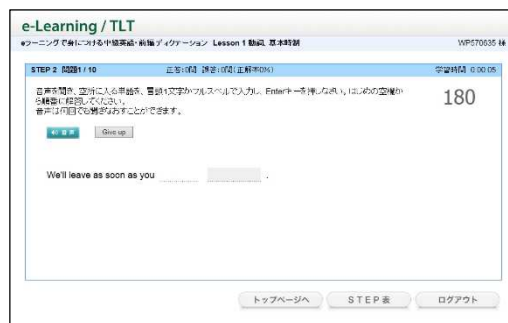 e-Learning / TLT
eラーニングで身につける中級英語・前編 ディクテーション Lesson 1 動詞、基本時制 WP570635 様
STEP 2 問題1 / 10 正答:0問 誤答:0問(正解率0%) 学習時間 0:00:05
音声を聞き、空所に入る単語を、冒頭1文字かフルスペルで入力し、Enterキーを押しなさい。はじめの空欄か
ら順番に解答してください。
音声は何回でも聞きなおすことができます。
180
音声 Give up
We'll leave as soon as you .
トップページへ STEP表 ログアウト